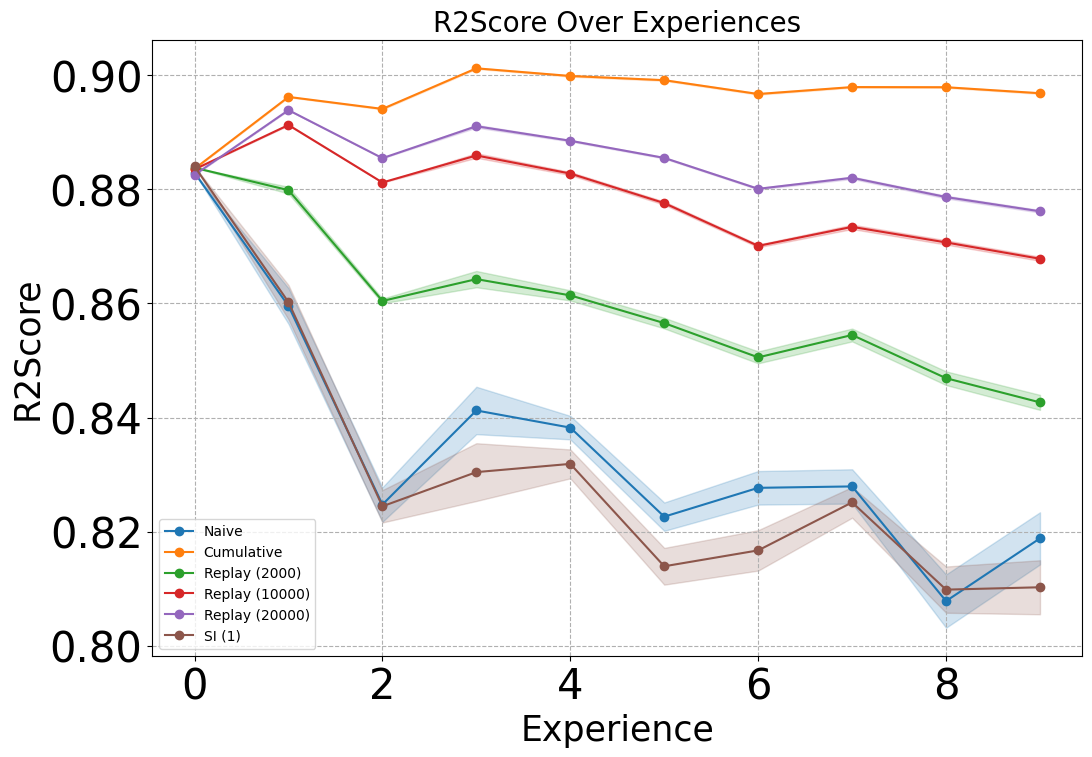 R2Score Over Experiences
R2Score
0.90
0.88
0.86
0.84
0.82
0.80
Naive
Cumulative
Replay (2000)
Replay (10000)
Replay (20000)
SI (1)
0 2 4 6 8
Experience